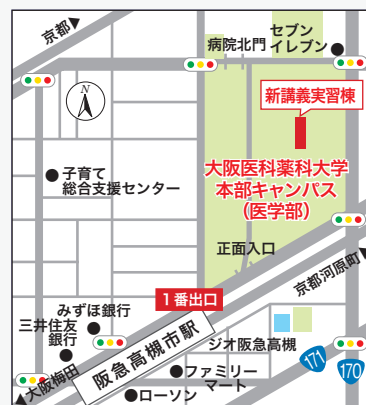 京都▶
セブン
イレブン
病院北門
N
新講義実習棟
子育て
総合支援センター
大阪医科薬科大学
本部キャンパス
(医学部)
正面入口
京都河原町▶
1番出口
みずほ銀行
三井住友
銀行
阪急高槻市駅
ジオ阪急高槻
171
170
◀大阪梅田
ファミリー
マート
ローソン